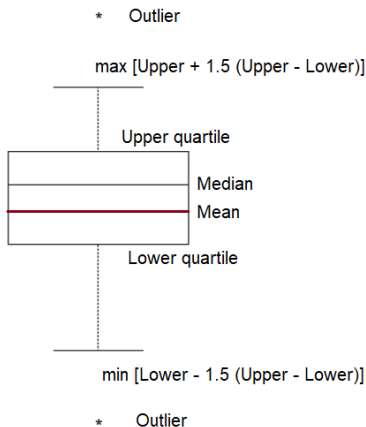 * Outlier
max [Upper + 1.5 (Upper - Lower)]
Upper quartile
Median
Mean
Lower quartile
min [Lower - 1.5 (Upper - Lower)]
* Outlier